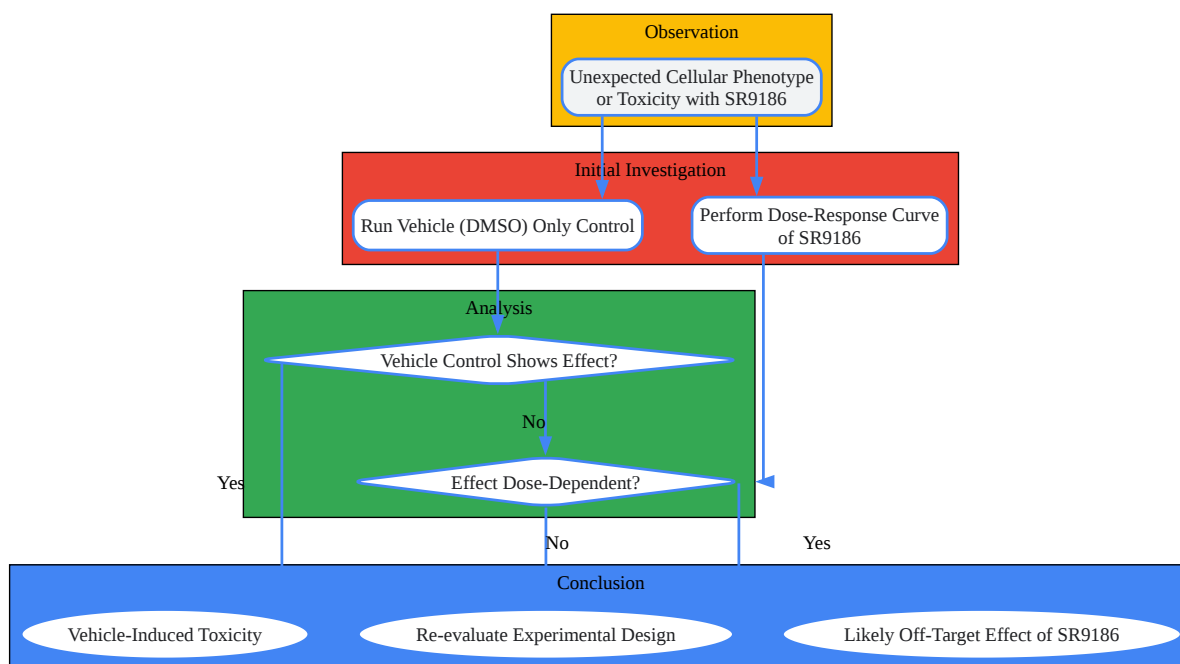 Observation
Unexpected Cellular Phenotype
or Toxicity with SR9186
Initial Investigation
Run Vehicle (DMSO) Only Control
Perform Dose-Response Curve
of SR9186
Analysis
Vehicle Control Shows Effect?
No
Effect Dose-Dependent?
Yes
No
Yes
Conclusion
Vehicle-Induced Toxicity
Re-evaluate Experimental Design
Likely Off-Target Effect of SR9186